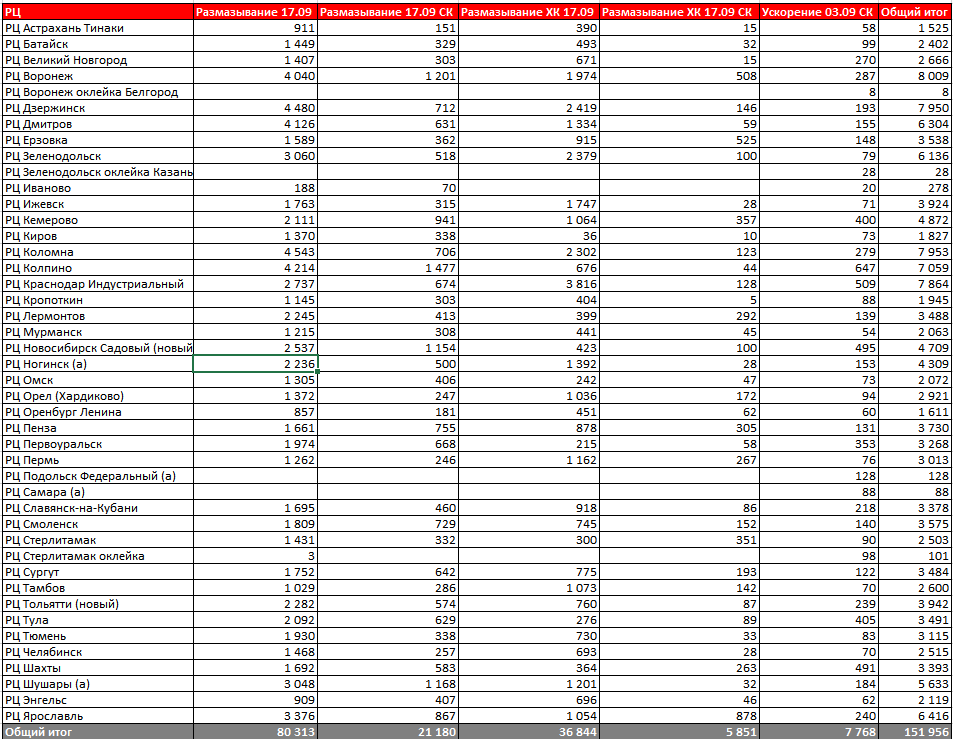 РЦ Размазывание 17.09 Размазывание 17.09 СК Размазывание ХК 17.09 Размазывание ХК 17.09 СК Ускорение 03.09 СК Общий итог
РЦ Астрахань Тинаки 911 151 390 15 58 1 525
РЦ Батайск 1 449 329 493 32 99 2 402
РЦ Великий Новгород 1 407 303 671 15 270 2 666
РЦ Воронеж 4 040 1 201 1 974 508 287 8 009
РЦ Воронеж оклейка Белгород 8 8
РЦ Дзержинск 4 480 712 2 419 146 193 7 950
РЦ Дмитров 4 126 631 1 334 59 155 6 304
РЦ Ерзовка 1 589 362 915 525 148 3 538
РЦ Зеленодольск 3 060 518 2 379 100 79 6 136
РЦ Зеленодольск оклейка Казань 28 28
РЦ Иваново 188 70 20 278
РЦ Ижевск 1 763 315 1 747 28 71 3 924
РЦ Кемерово 2 111 941 1 064 357 400 4 872
РЦ Киров 1 370 338 36 10 73 1 827
РЦ Коломна 4 543 706 2 302 123 279 7 953
РЦ Колпино 4 214 1 477 676 44 647 7 059
РЦ Краснодар Индустриальный 2 737 674 3 816 128 509 7 864
РЦ Кропоткин 1 145 303 404 5 88 1 945
РЦ Лермонтов 2 245 413 399 292 139 3 488
РЦ Мурманск 1 215 308 441 45 54 2 063
РЦ Новосибирск Садовый (новый 2 537 1 154 423 100 495 4 709
РЦ Ногинск (а) 2 236 500 1 392 28 153 4 309
РЦ Омск 1 305 406 242 47 73 2 072
РЦ Орел (Хардиково) 1 372 247 1 036 172 94 2 921
РЦ Оренбург Ленина 857 181 451 62 60 1 611
РЦ Пенза 1 661 755 878 305 131 3 730
РЦ Первоуральск 1 974 668 215 58 353 3 268
РЦ Пермь 1 262 246 1 162 267 76 3 013
РЦ Подольск Федеральный (а) 128 128
РЦ Самара (а) 88 88
РЦ Славянск-на-Кубани 1 695 460 918 86 218 3 378
РЦ Смоленск 1 809 729 745 152 140 3 575
РЦ Стерлитамак 1 431 332 300 351 90 2 503
РЦ Стерлитамак оклейка 3 98 101
РЦ Сургут 1 752 642 775 193 122 3 484
РЦ Тамбов 1 029 286 1 073 142 70 2 600
РЦ Тольятти (новый) 2 282 574 760 87 239 3 942
РЦ Тула 2 092 629 276 89 405 3 491
РЦ Тюмень 1 930 338 730 33 83 3 115
РЦ Челябинск 1 468 257 693 28 70 2 515
РЦ Шахты 1 692 583 364 263 491 3 393
РЦ Шушары (а) 3 048 1 168 1 201 32 184 5 633
РЦ Энгельс 909 407 696 46 62 2 119
РЦ Ярославль 3 376 867 1 054 878 240 6 416
Общий итог 80 313 21 180 36 844 5 851 7 768 151 956